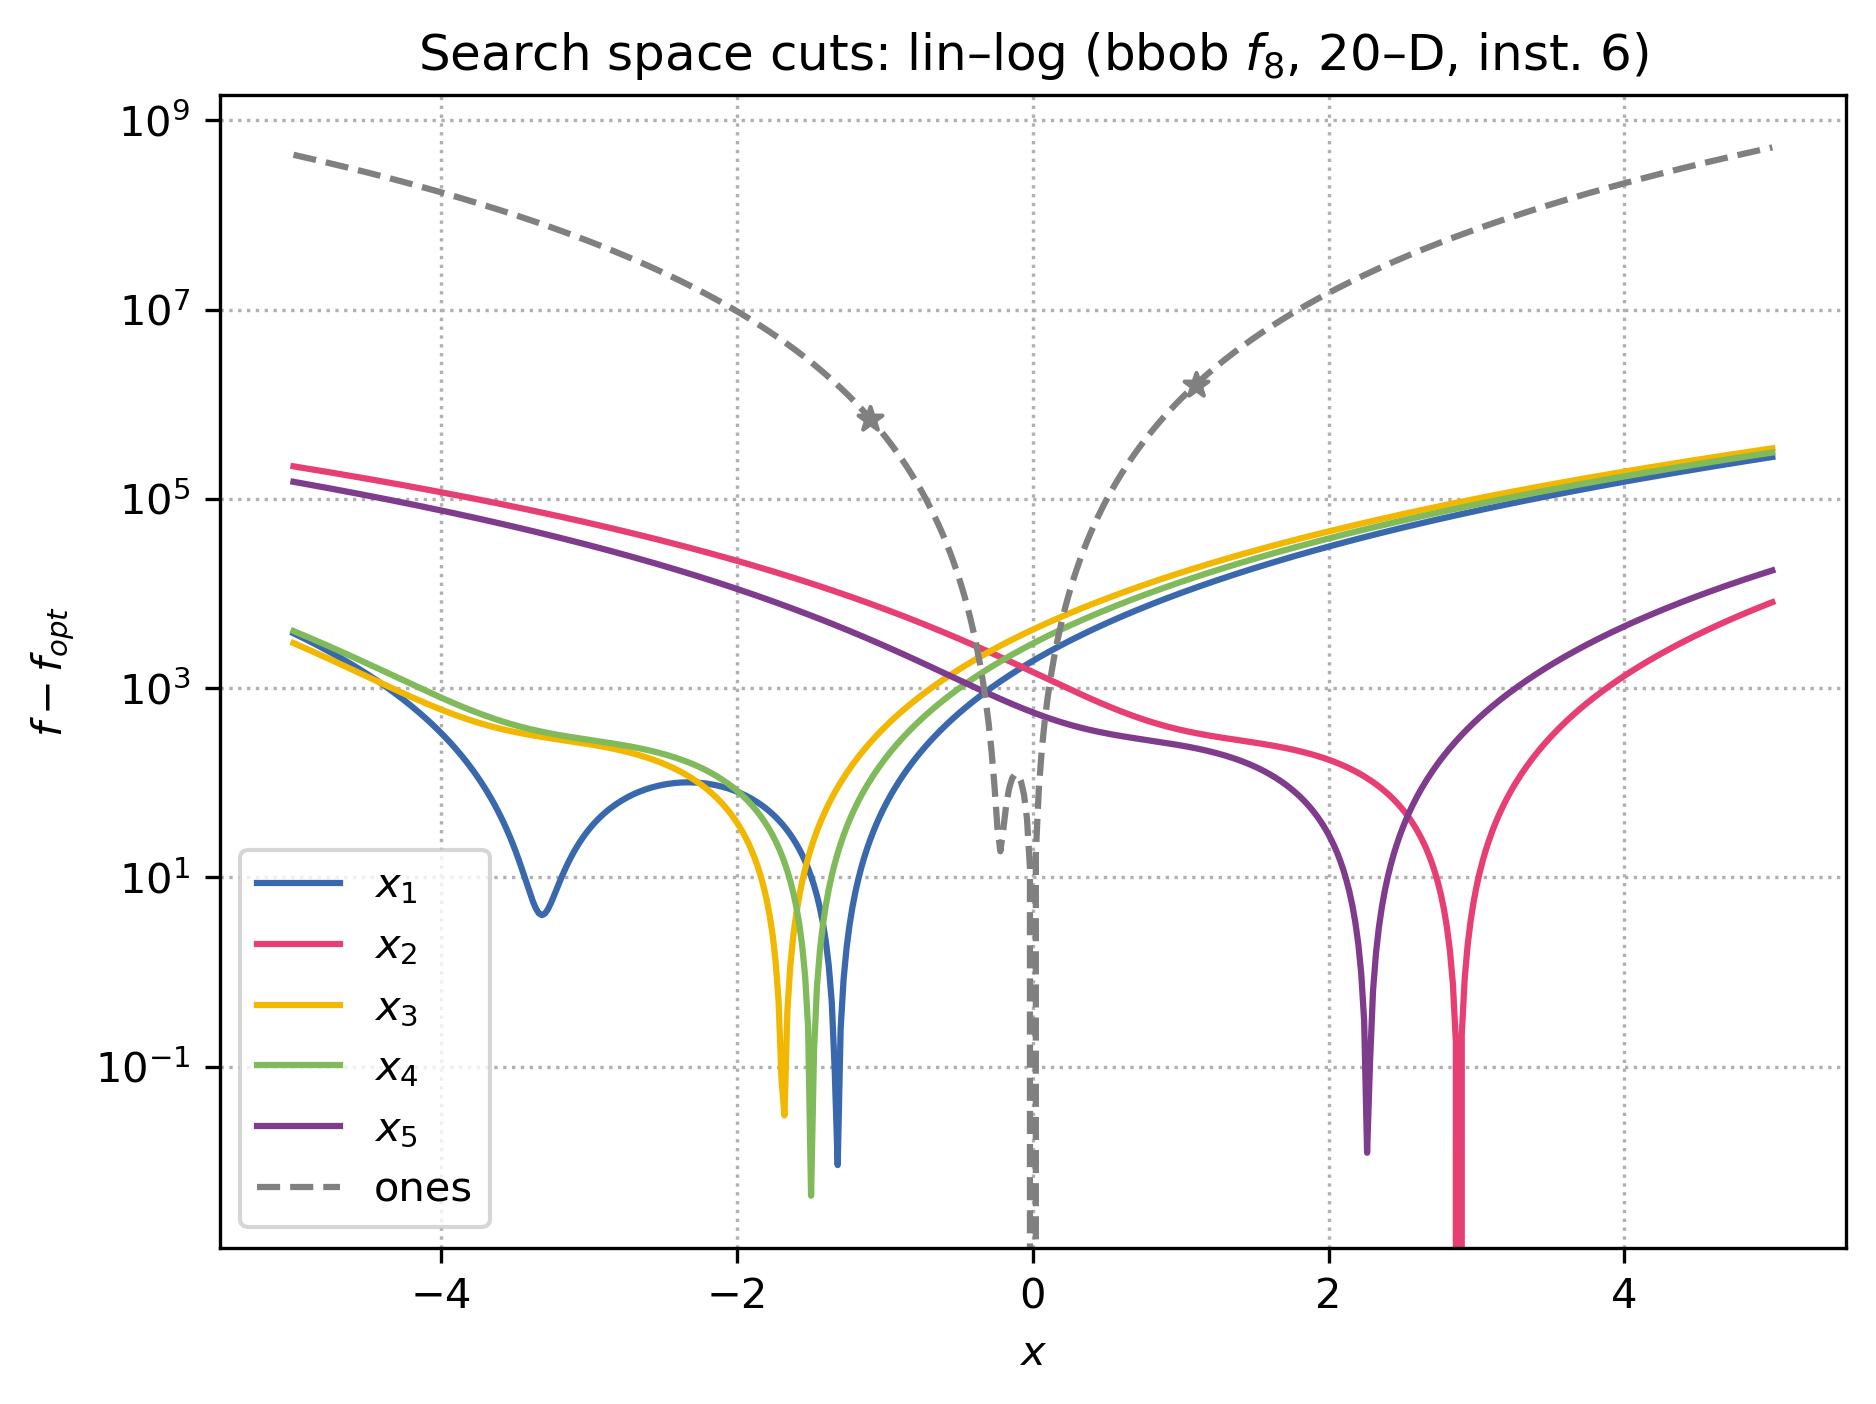 Search space cuts: lin–log (bbob f₈, 20–D, inst. 6)
10⁹
10⁷
10⁵
10³
10¹
10⁻¹
f − fₒₚₜ
x₁
x₂
x₃
x₄
x₅
ones
−4
−2
0
2
4
x